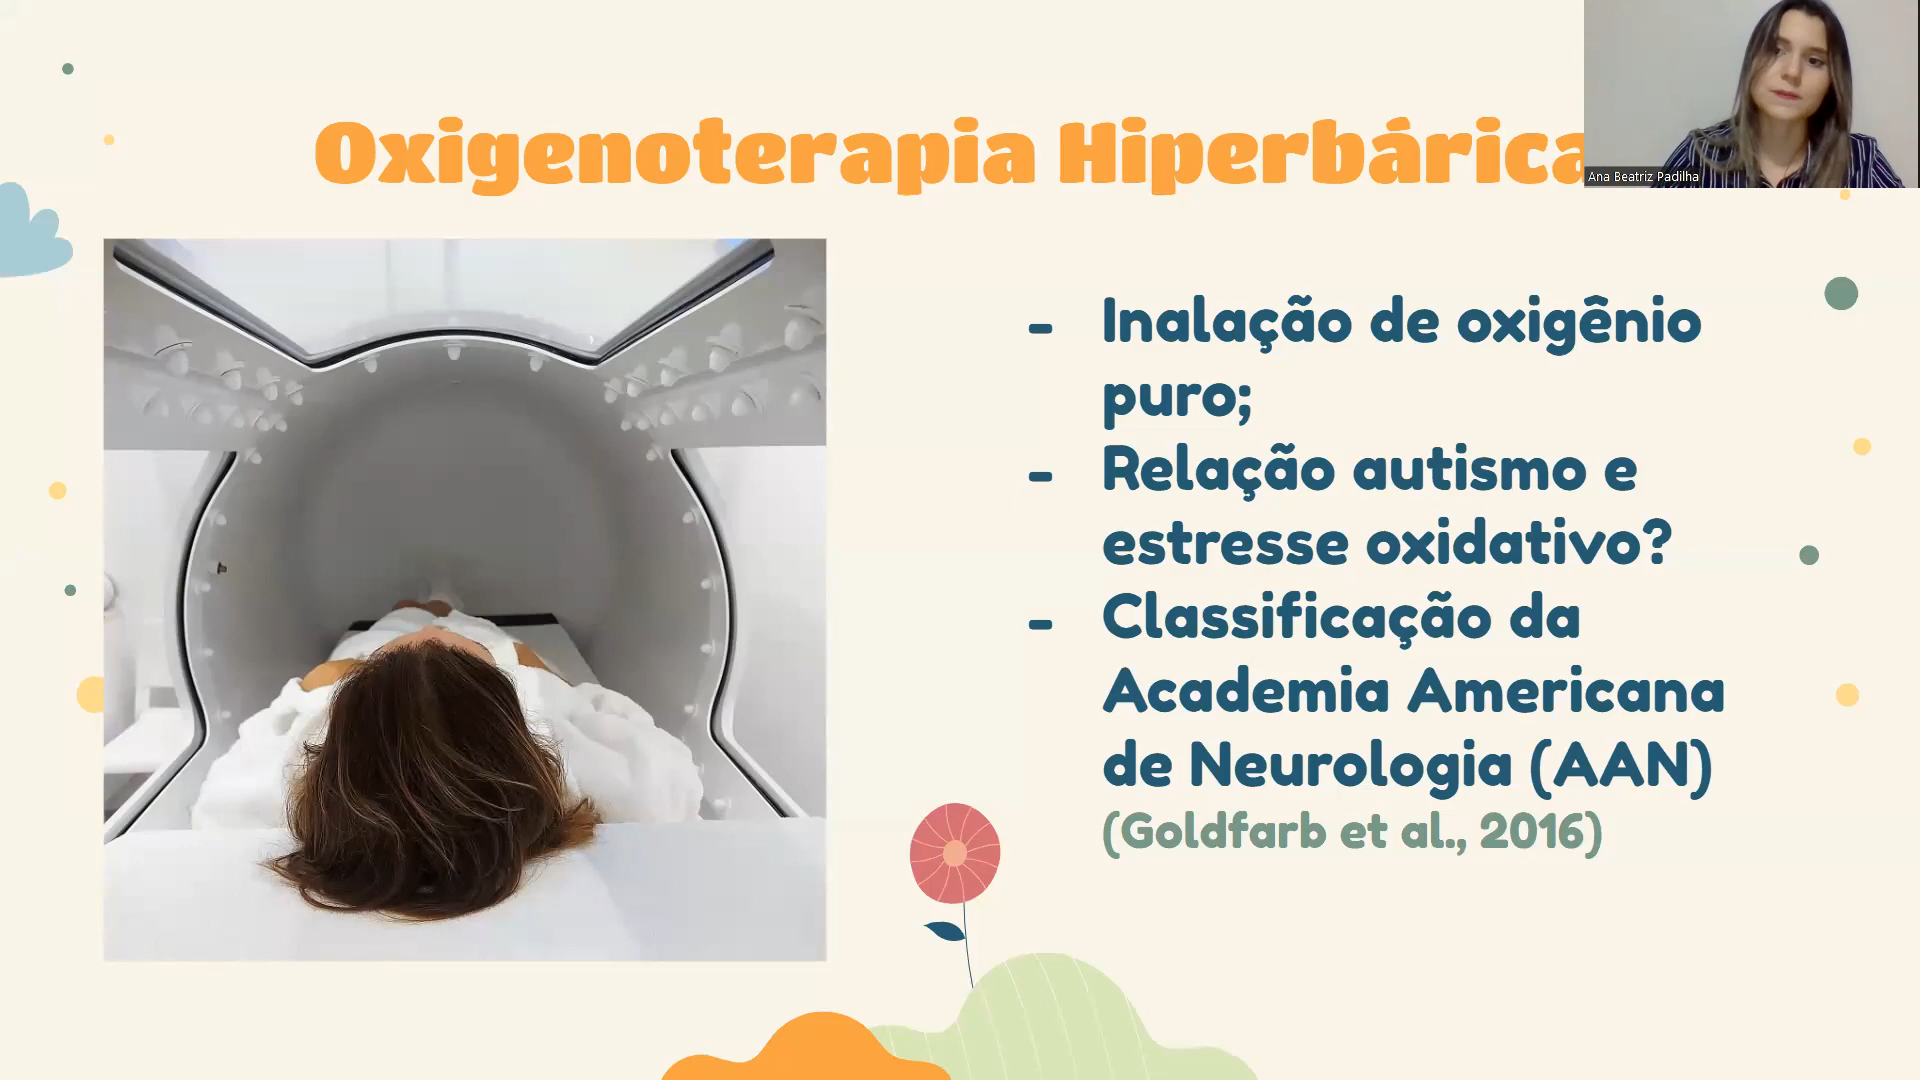 Oxigenoterapia Hiperbárica
Ana Beatriz Padilha
- Inalação de oxigênio
puro;
- Relação autismo e
estresse oxidativo?
- Classificação da
Academia Americana
de Neurologia (AAN)
(Goldfarb et al., 2016)